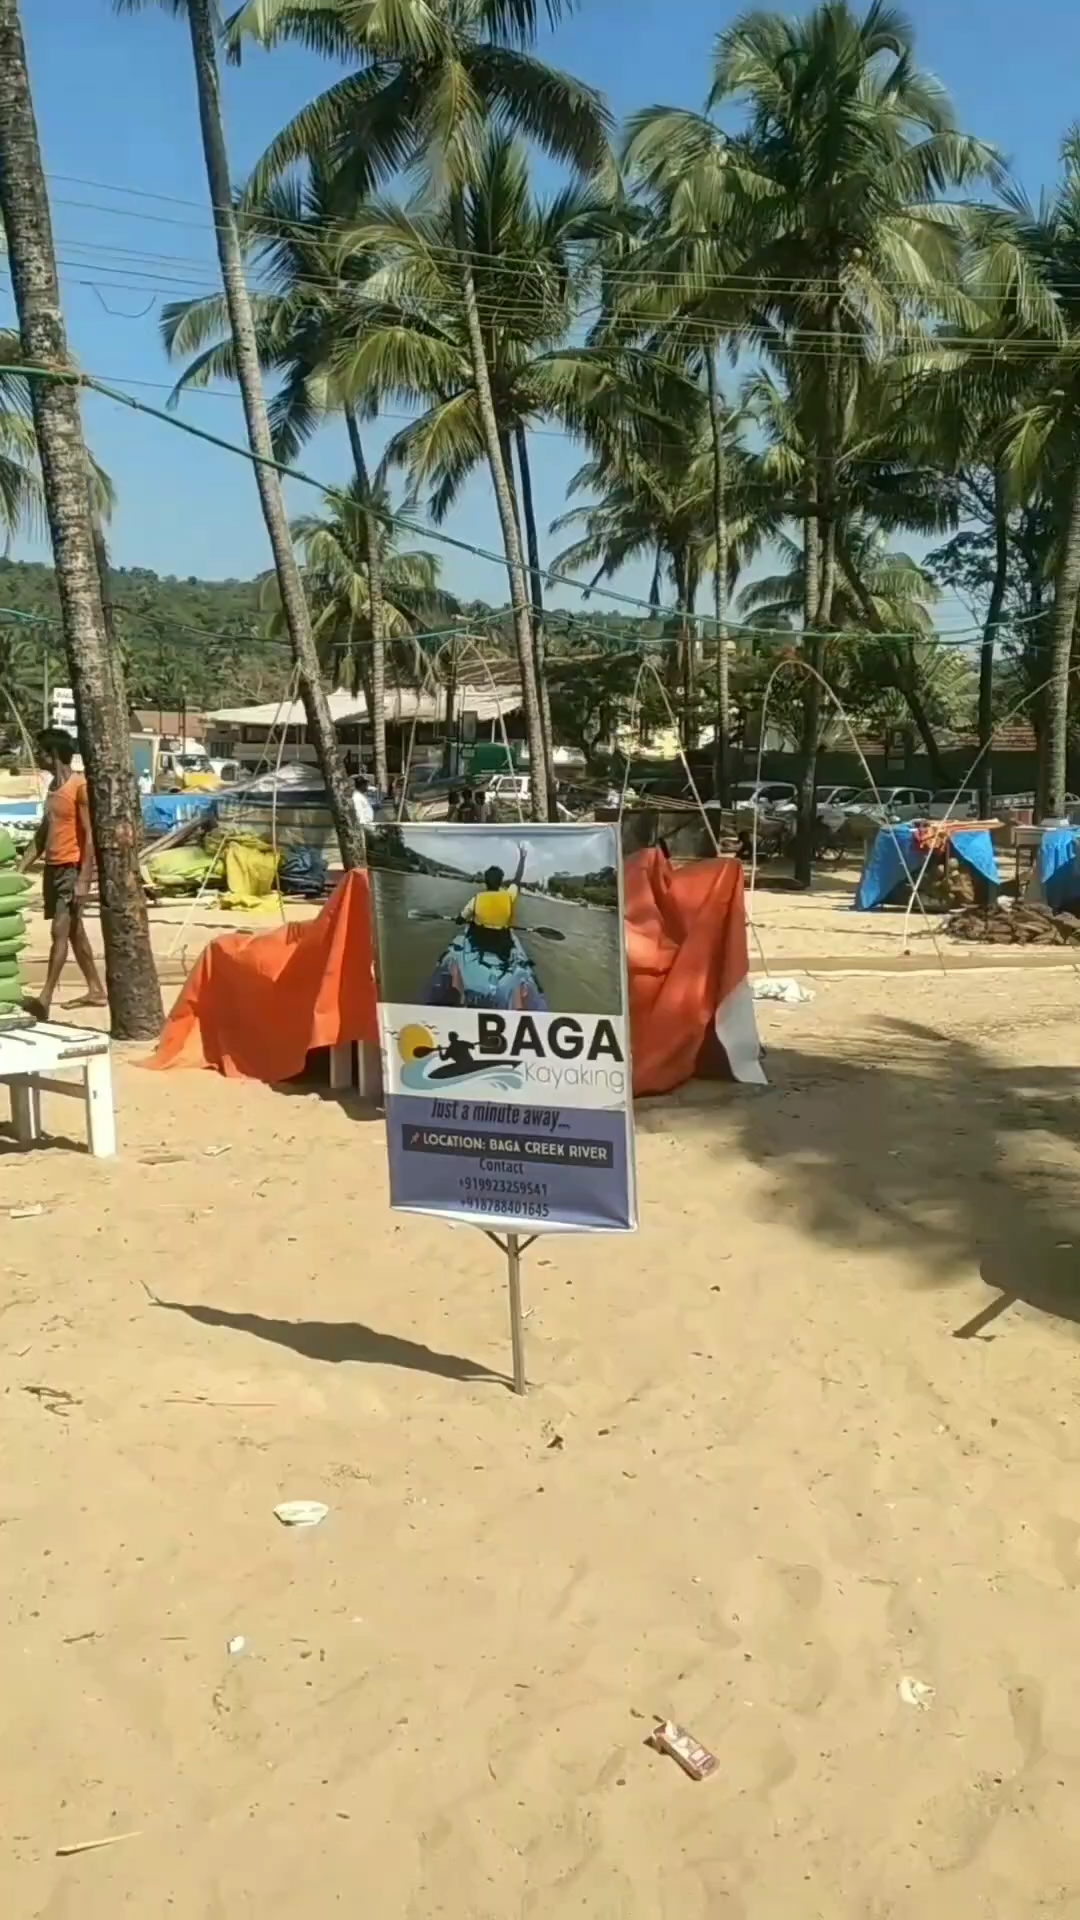 BAGA
Kayaking
Just a minute away...
LOCATION: BAGA CREEK RIVER
Contact
+919923259541
+918788401645